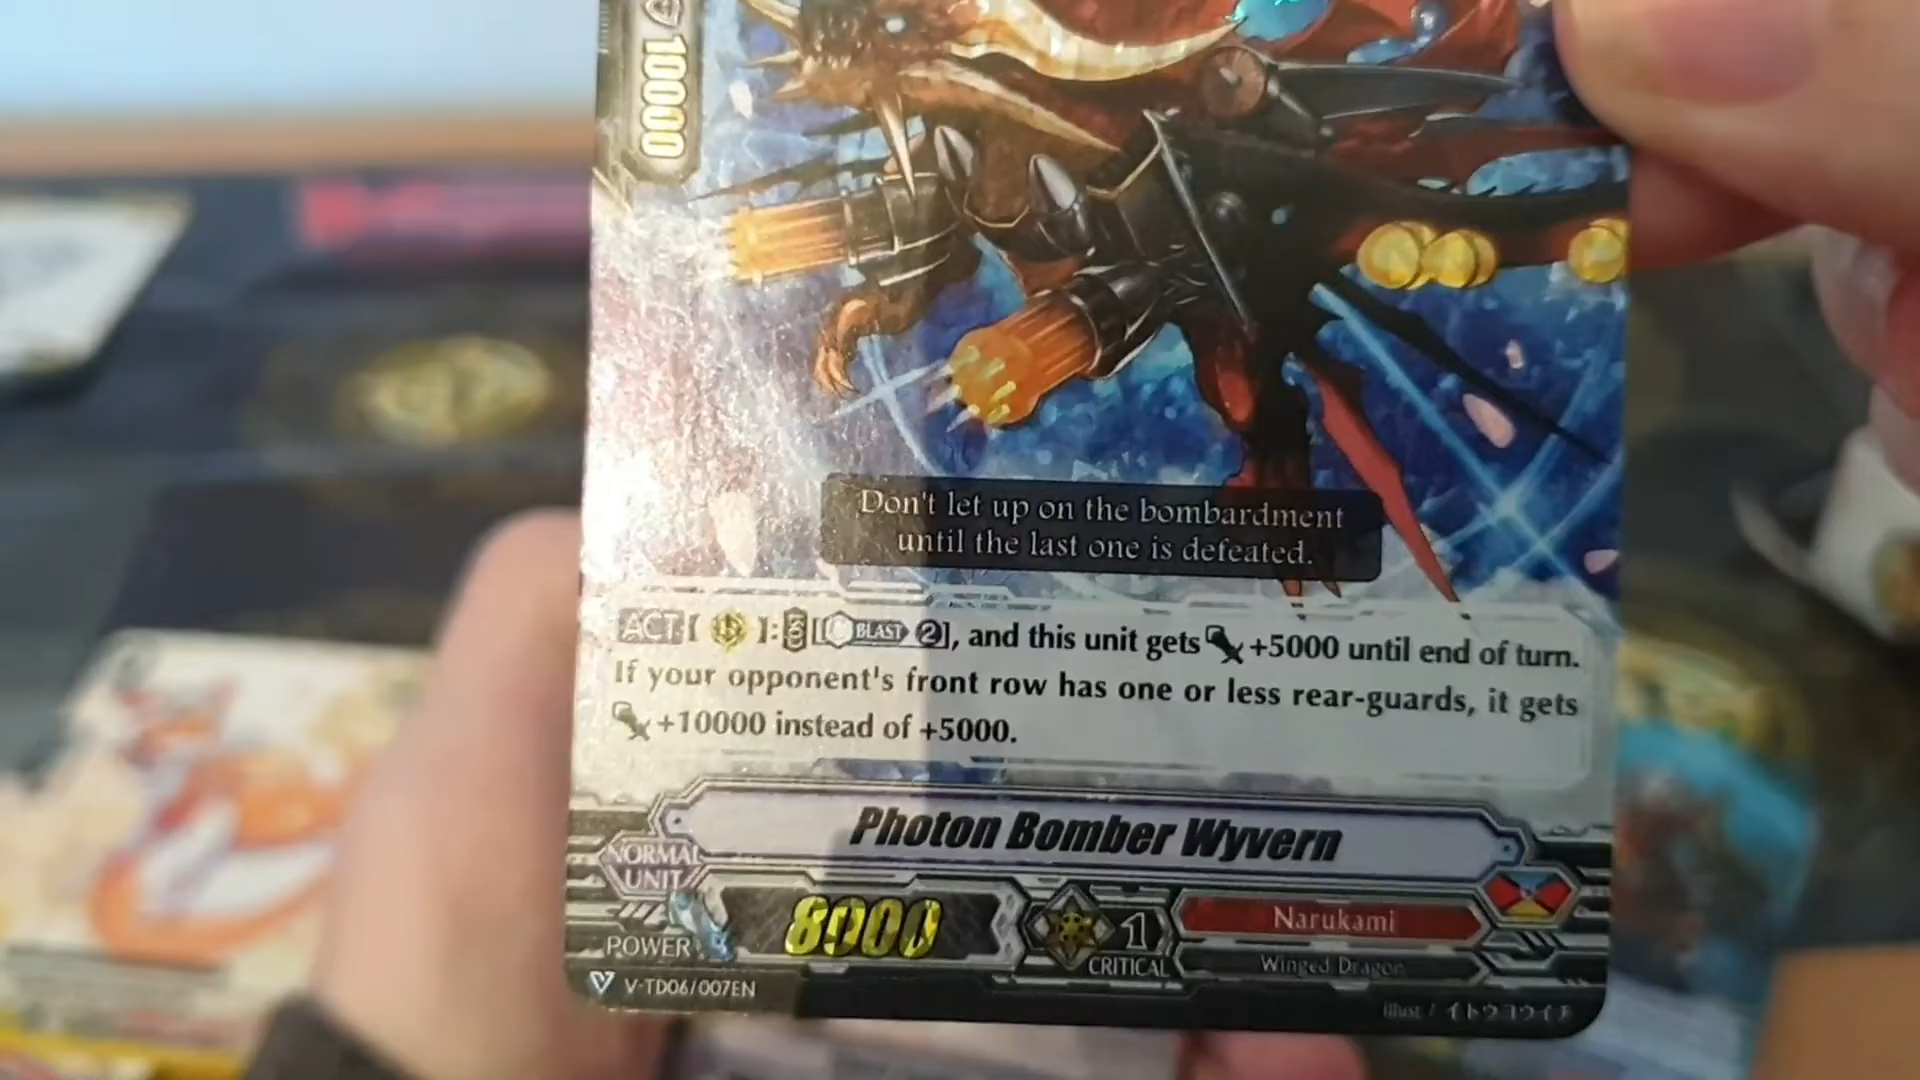 10000
Don't let up on the bombardment
until the last one is defeated.
ACT[ ]:COST[ BLAST 2], and this unit gets +5000 until end of turn.
If your opponent's front row has one or less rear-guards, it gets
+10000 instead of +5000.
Photon Bomber Wyvern
NORMAL
UNIT
POWER 8000
1
CRITICAL
Narukami
Winged Dragon
V-TD06/007EN
illust / イトウヨウイチ